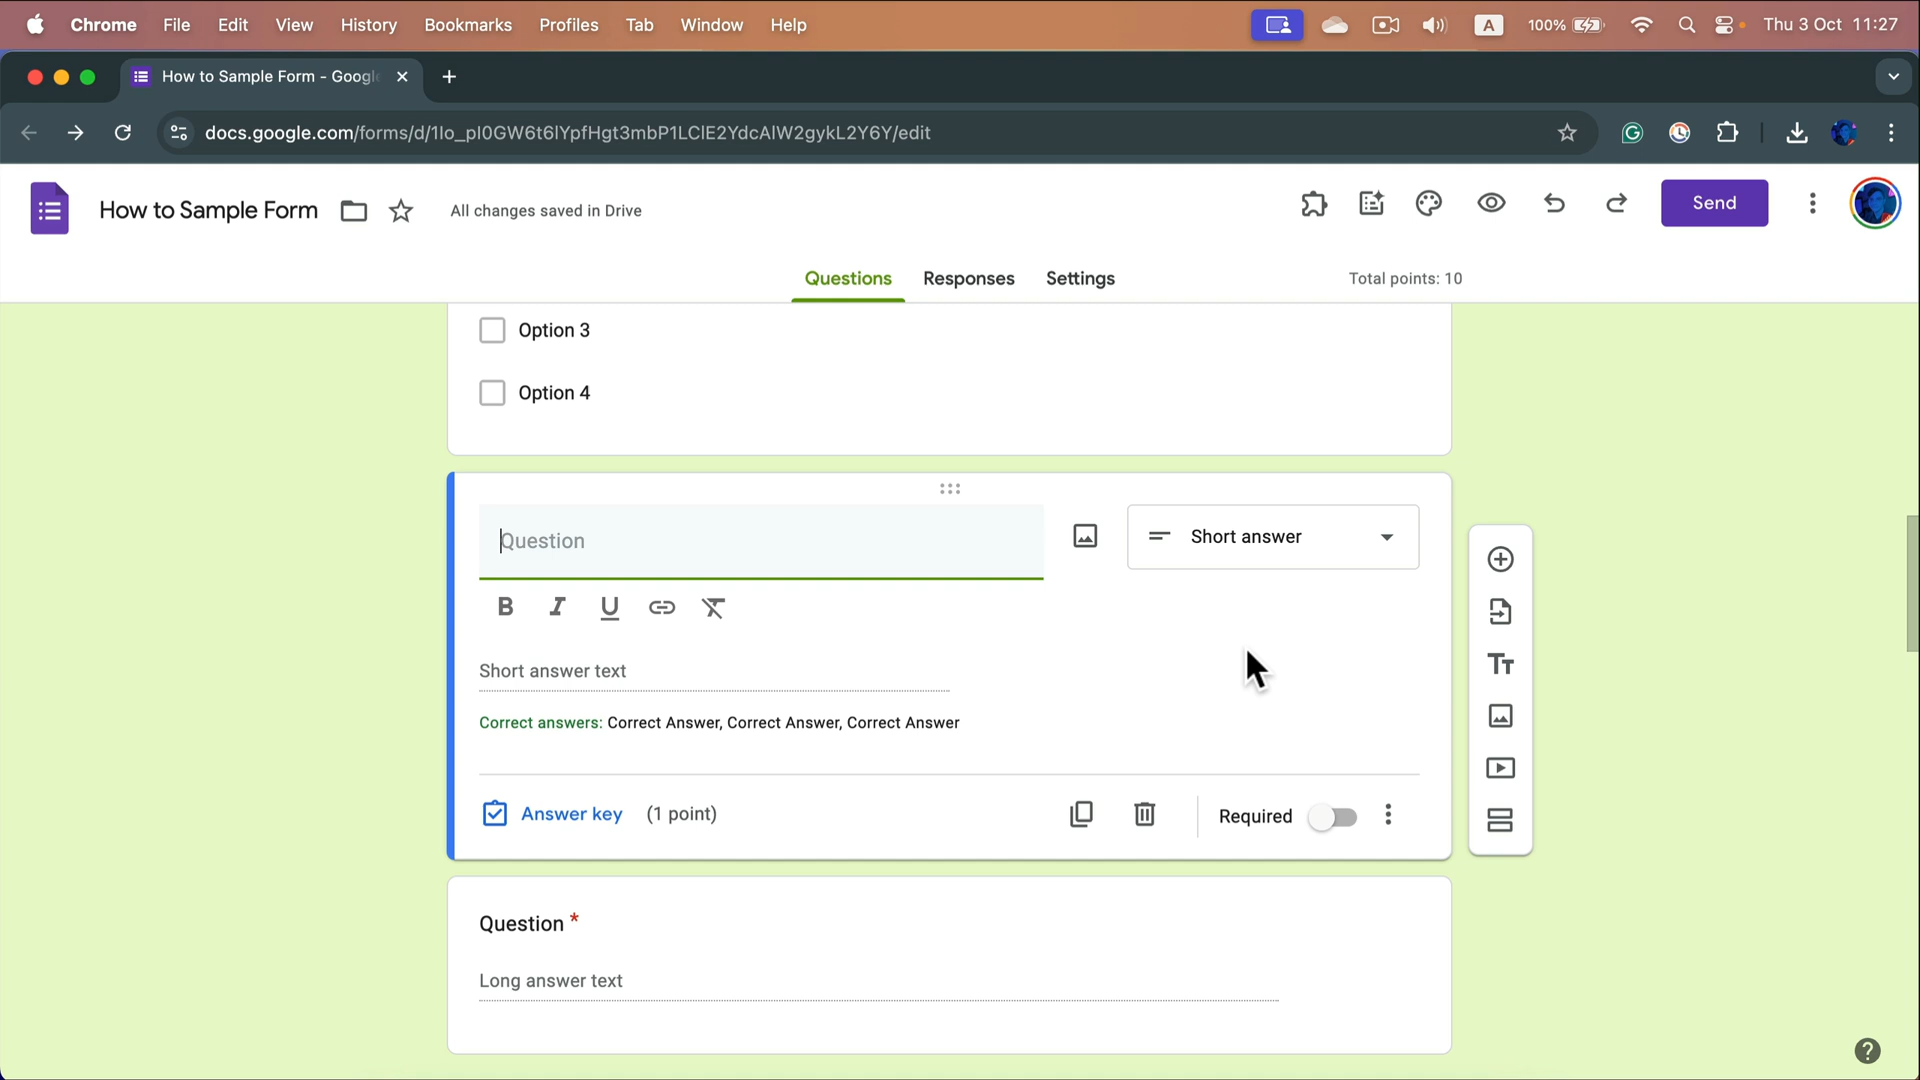 Chrome File Edit View History Bookmarks Profiles Tab Window Help A 100% Thu 3 Oct 11:27
How to Sample Form - Google
docs.google.com/forms/d/1Io_pI0GW6t6IYpfHgt3mbP1LCIE2YdcAIW2gykL2Y6Y/edit
How to Sample Form All changes saved in Drive Send
Questions Responses Settings Total points: 10
Option 3
Option 4
Question Short answer
B I U
Short answer text
Correct answers: Correct Answer, Correct Answer, Correct Answer
Answer key (1 point) Required
Question *
Long answer text